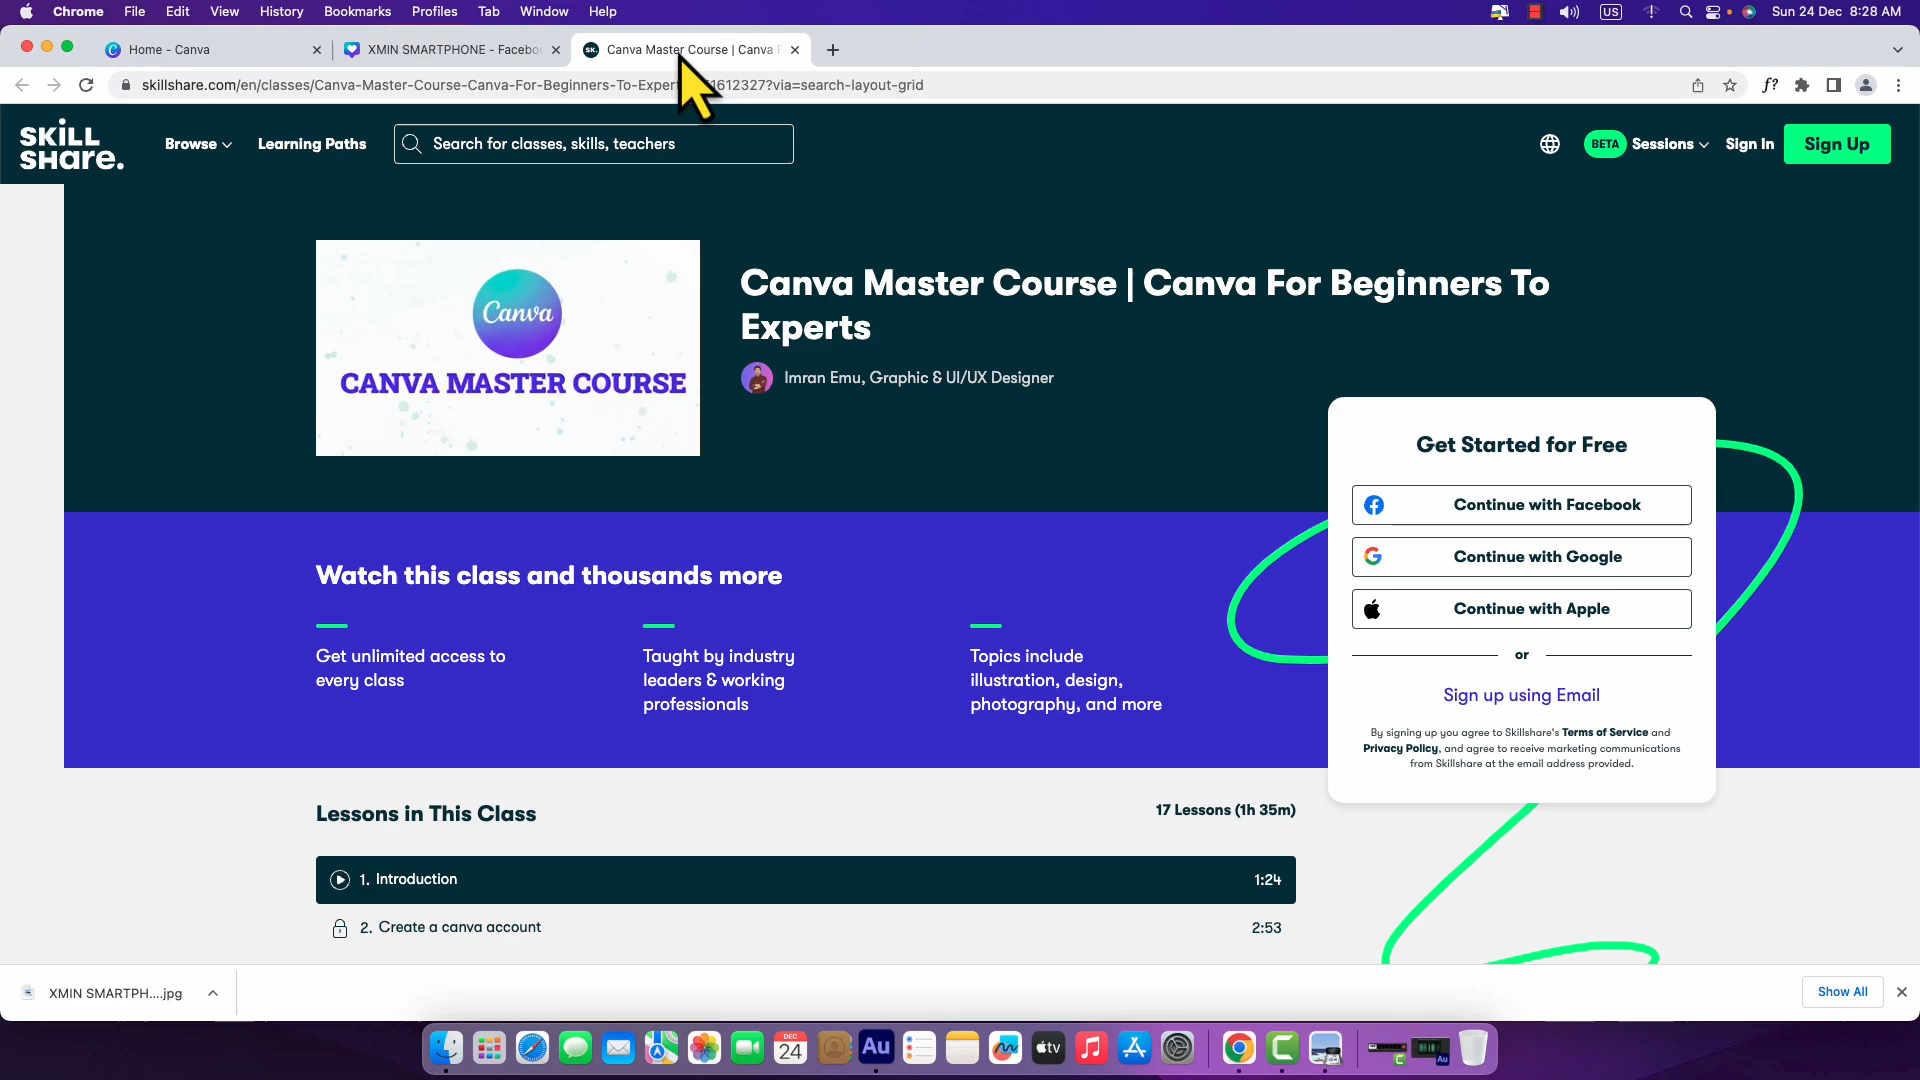 Chrome File Edit View History Bookmarks Profiles Tab Window Help
US
Sun 24 Dec 8:28 AM
Home - Canva
XMIN SMARTPHONE - Facebo
SK.
Canva Master Course | Canva F
skillshare.com/en/classes/Canva-Master-Course-Canva-For-Beginners-To-Expert
1612327?via=search-layout-grid
f?
SKILL
SHARE.
Browse
Learning Paths
Search for classes, skills, teachers
BETA
Sessions
Sign In
Sign Up
Canva
CANVA MASTER COURSE
Canva Master Course | Canva For Beginners To
Experts
Imran Emu, Graphic & UI/UX Designer
Get Started for Free
Continue with Facebook
Continue with Google
Continue with Apple
or
Sign up using Email
By signing up you agree to Skillshare's Terms of Service and
Privacy Policy, and agree to receive marketing communications
from Skillshare at the email address provided.
Watch this class and thousands more
Get unlimited access to
every class
Taught by industry
leaders & working
professionals
Topics include
illustration, design,
photography, and more
Lessons in This Class
17 Lessons (1h 35m)
1. Introduction
1:24
2. Create a canva account
2:53
XMIN SMARTPH....jpg
Show All
DEC
24
Au
tv
Au